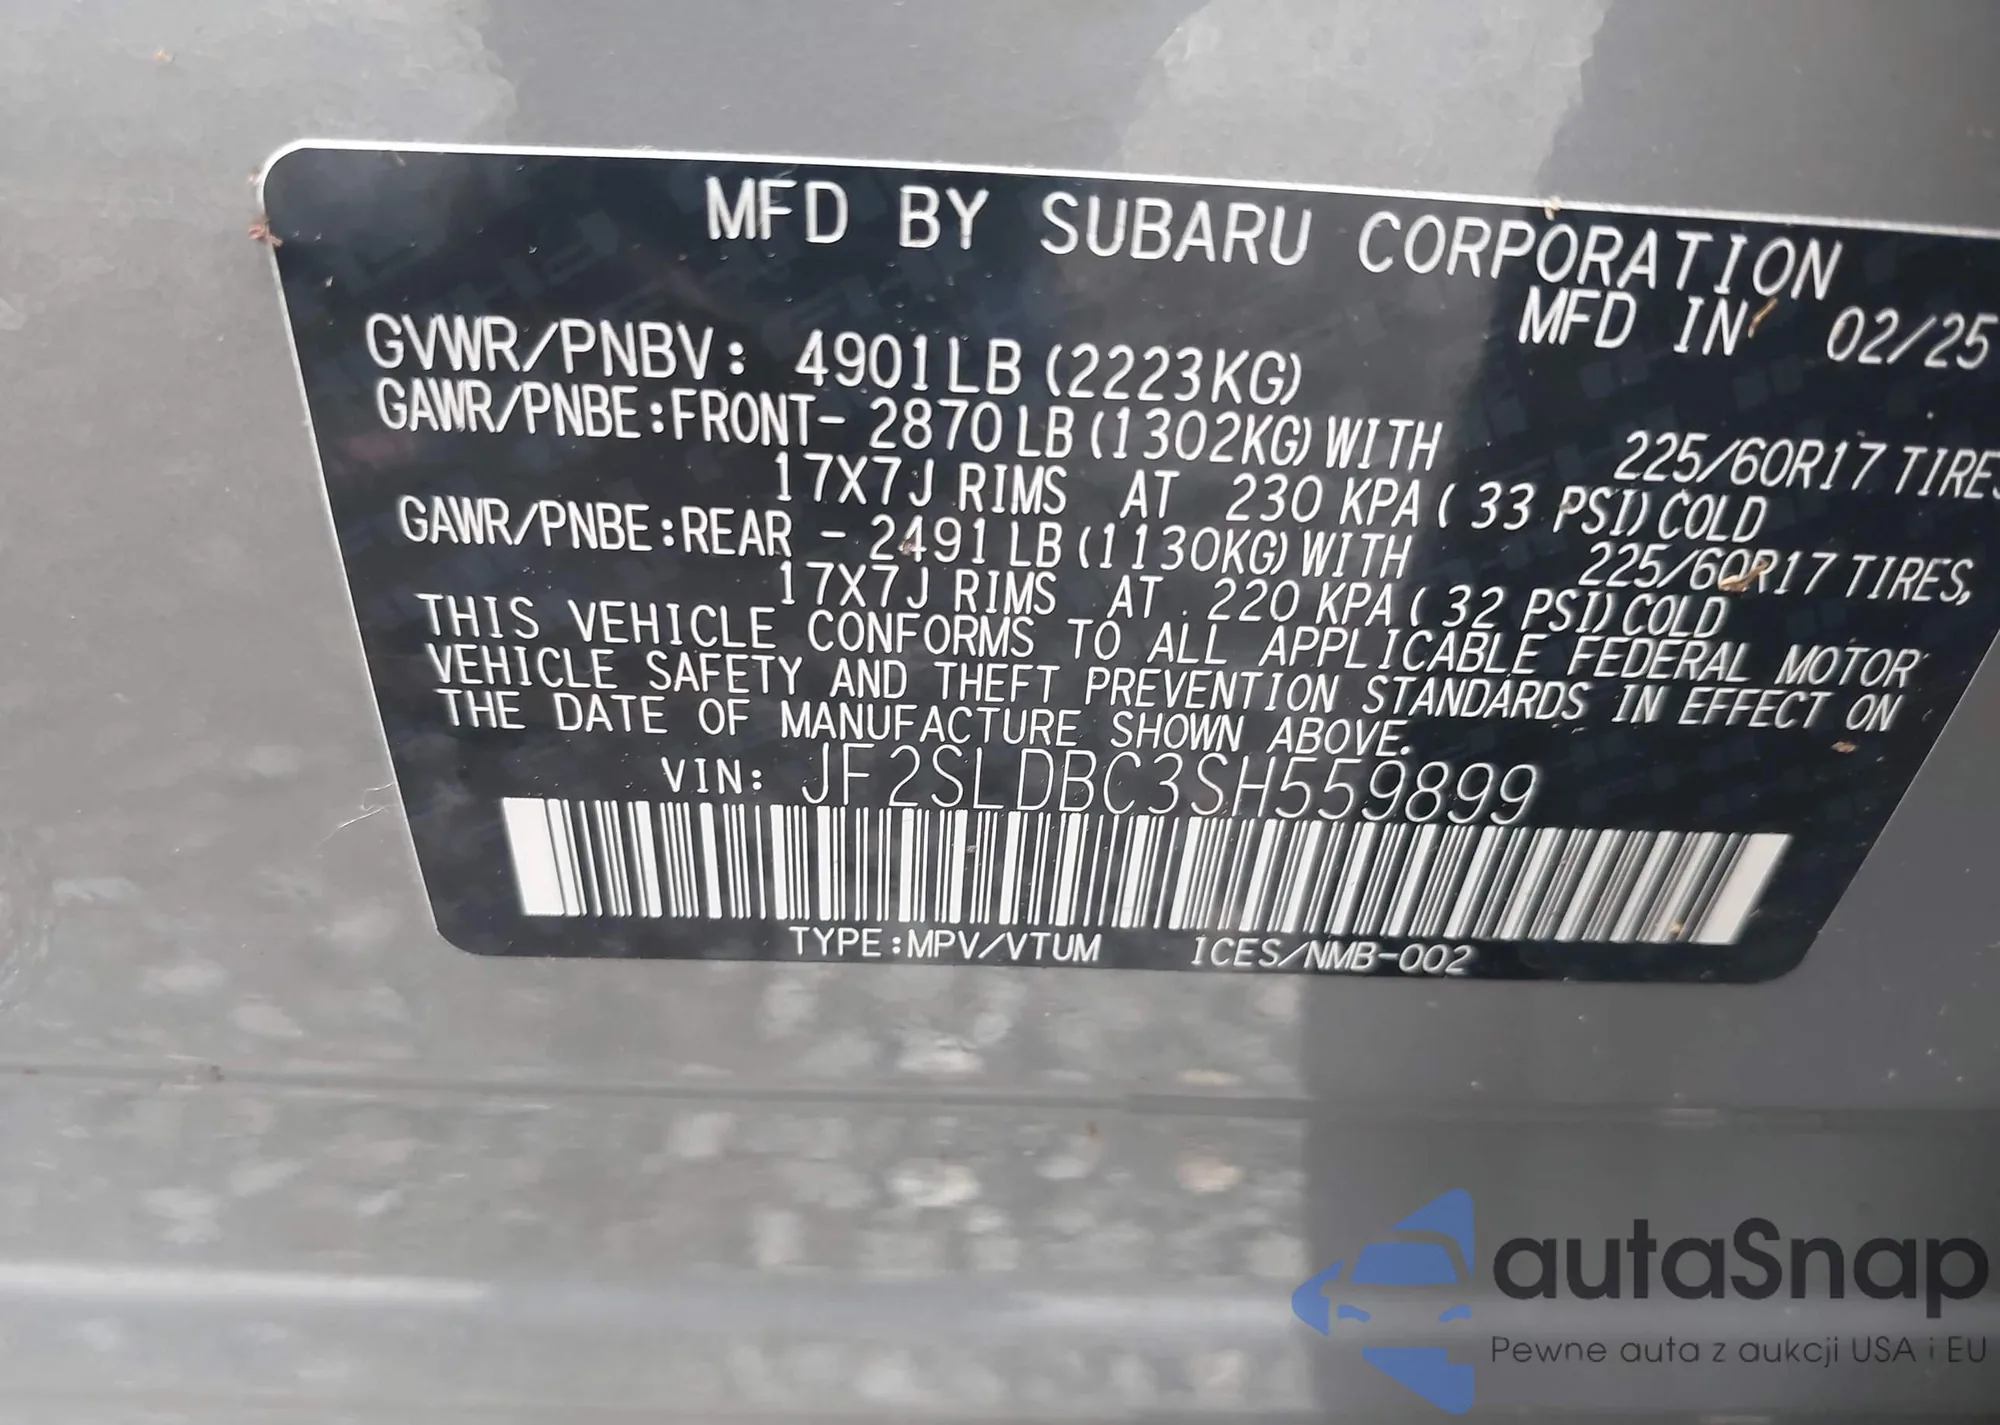 MFD BY SUBARU CORPORATION
MFD IN 02/25
GVWR/PNBV: 4901LB (2223KG)
GAWR/PNBE:FRONT- 2870 LB (1302KG) WITH 225/60R17 TIRES
17X7J RIMS AT 230 KPA ( 33 PSI) COLD
GAWR/PNBE:REAR - 2491 LB (1130KG) WITH 225/60R17 TIRES,
17X7J RIMS AT 220 KPA ( 32 PSI) COLD
THIS VEHICLE CONFORMS TO ALL APPLICABLE FEDERAL MOTOR
VEHICLE SAFETY AND THEFT PREVENTION STANDARDS IN EFFECT ON
THE DATE OF MANUFACTURE SHOWN ABOVE.
VIN: JF2SLDBC3SH559899
TYPE:MPV/VTUM ICES/NMB-002
autaSnap
Pewne auta z aukcji USA i EU